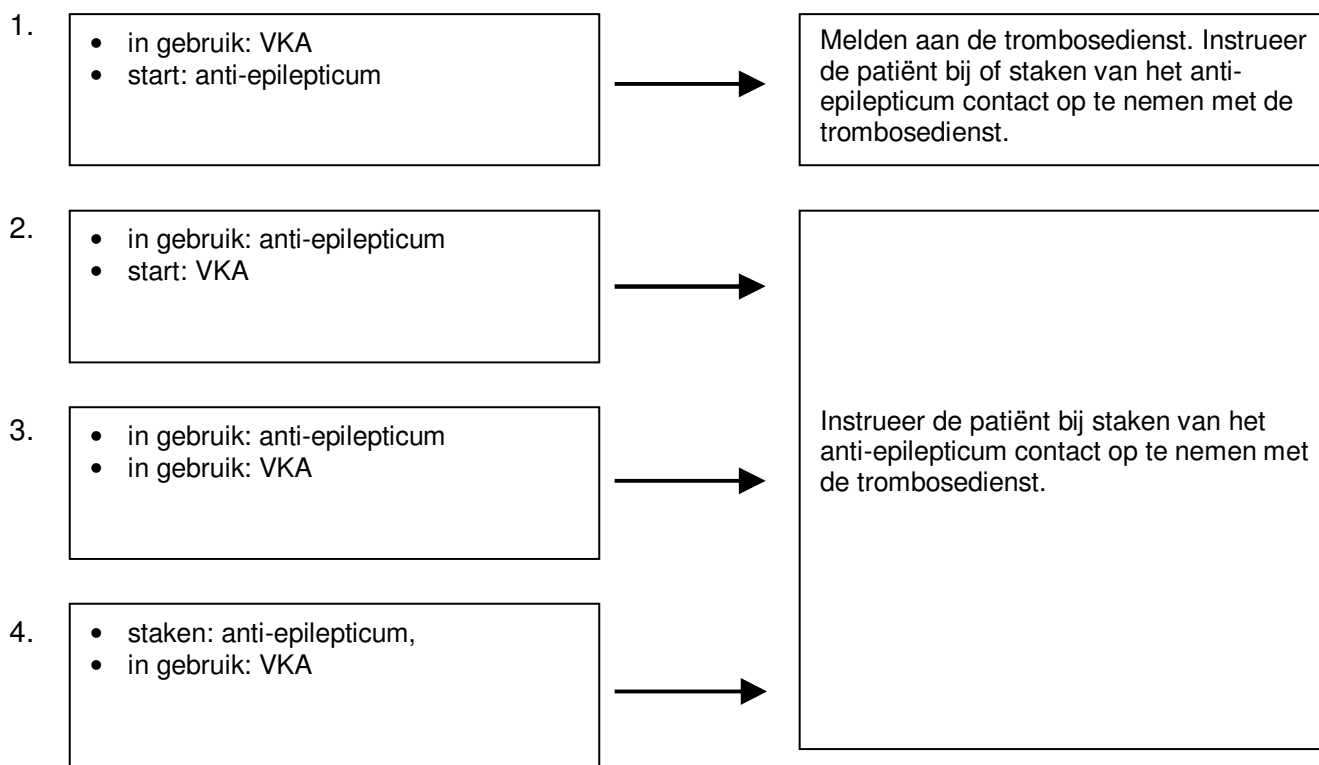 1.
• in gebruik: VKA
• start: anti-epilepticum
Melden aan de trombosedienst. Instrueer
de patiënt bij of staken van het anti-
epilepticum contact op te nemen met de
trombosedienst.
2.
• in gebruik: anti-epilepticum
• start: VKA
3.
• in gebruik: anti-epilepticum
• in gebruik: VKA
Instrueer de patiënt bij staken van het
anti-epilepticum contact op te nemen met
de trombosedienst.
4.
• staken: anti-epilepticum,
• in gebruik: VKA